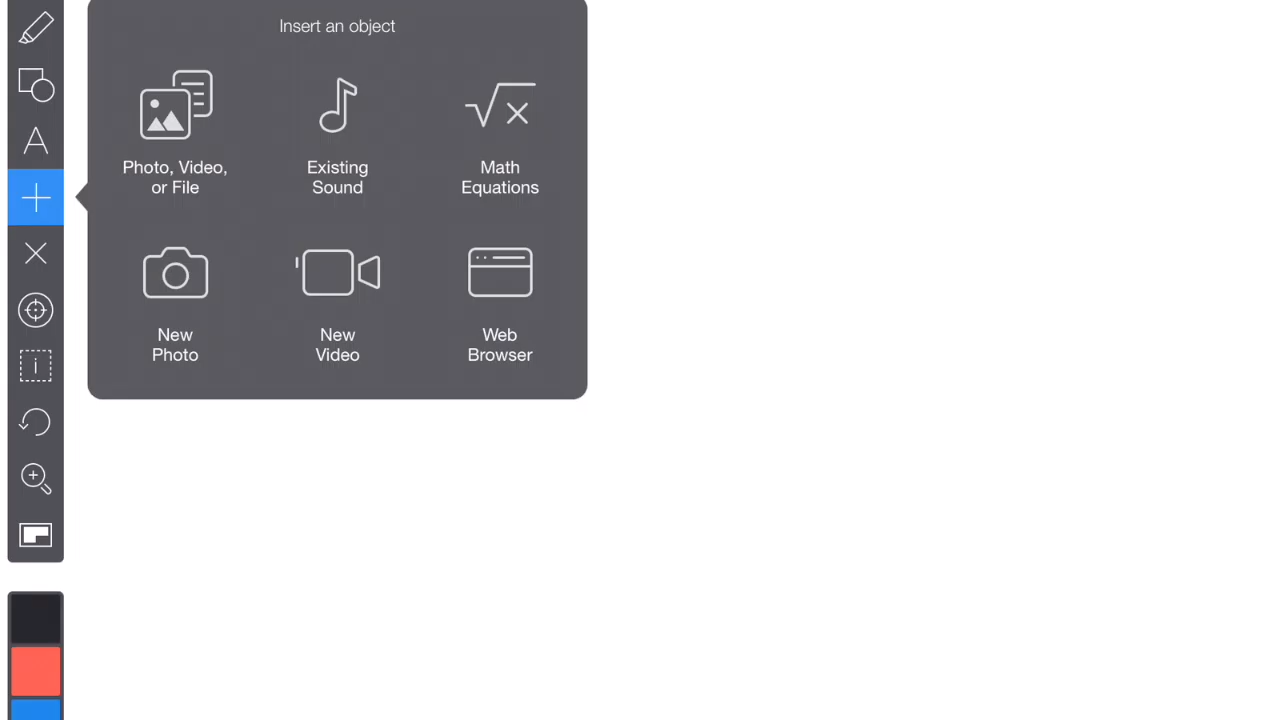 Insert an object
Photo, Video,
or File
Existing
Sound
Math
Equations
New
Photo
New
Video
Web
Browser